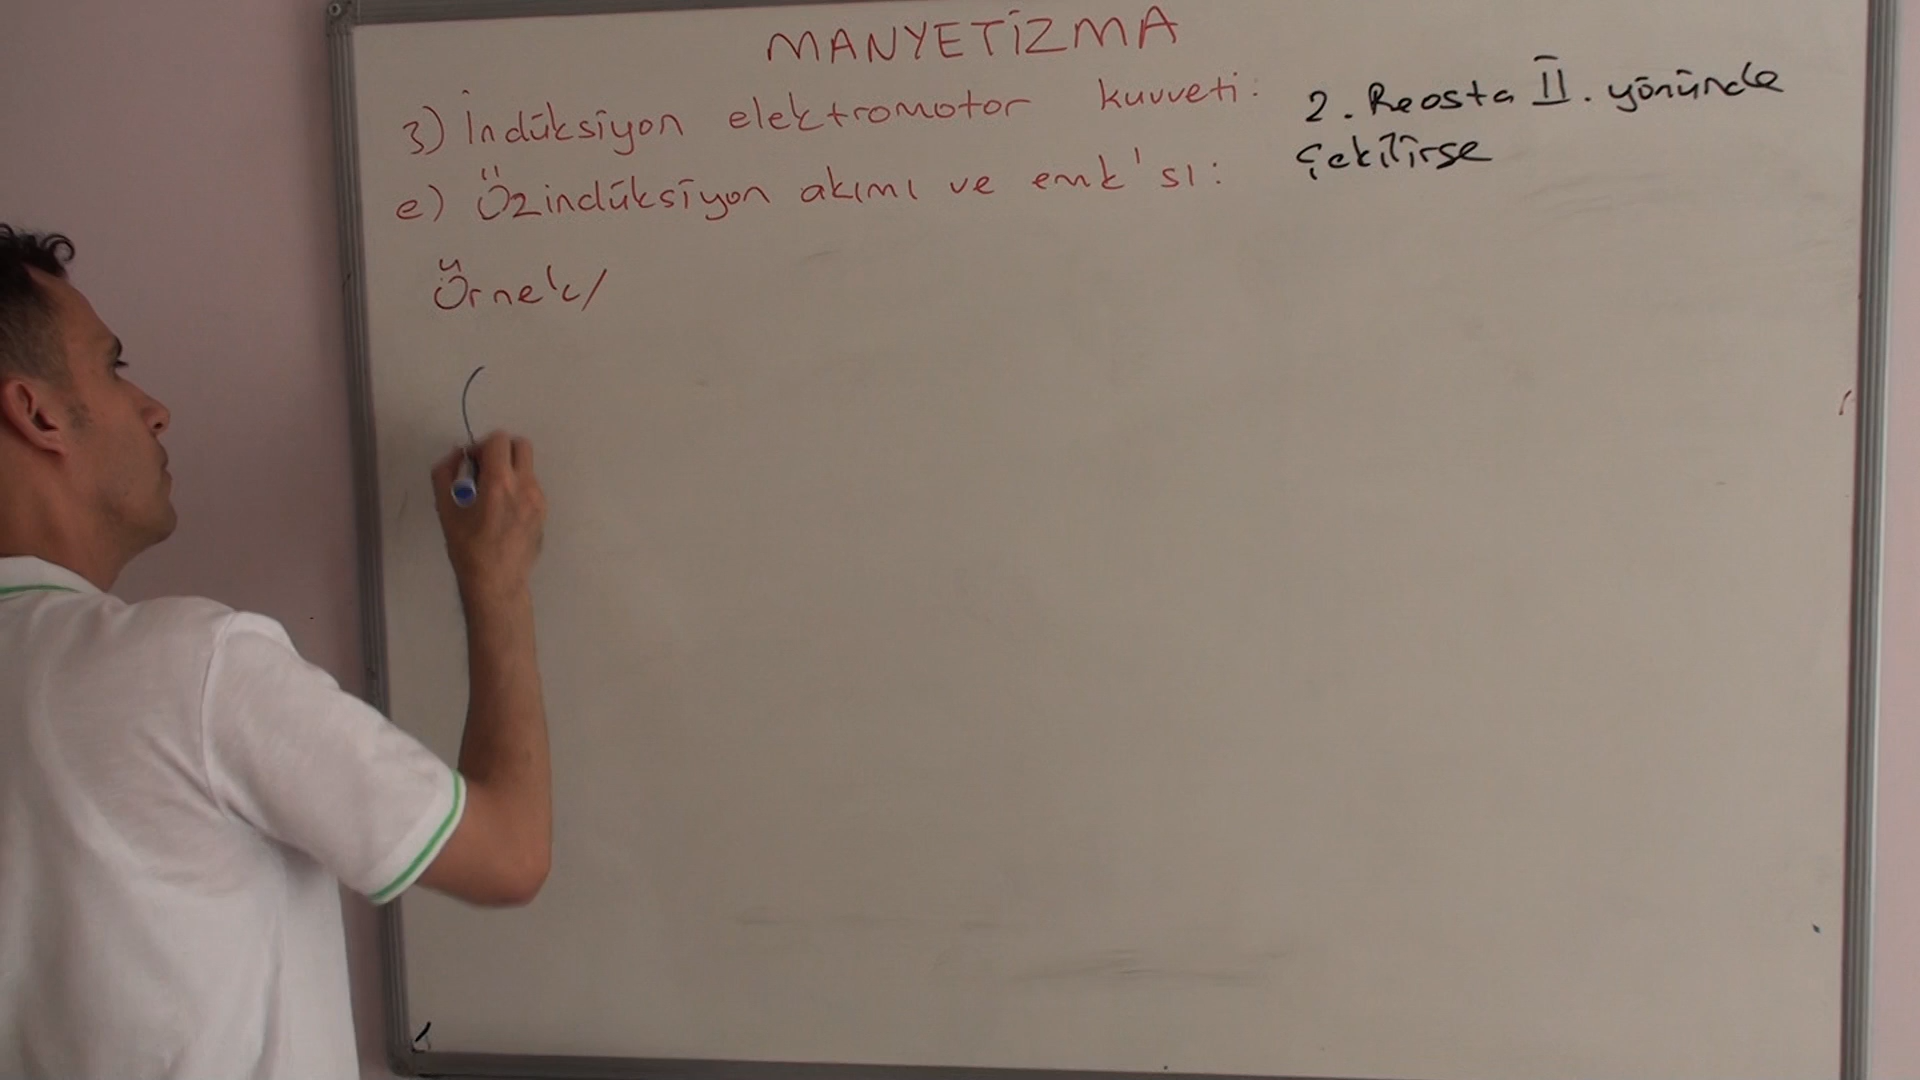 MANYETİZMA
3) İndüksiyon elektromotor kuvveti:
e) Özindüksiyon akımı ve emk'sı:
Örnek/
2. Reosta II. yönünde
çekilirse